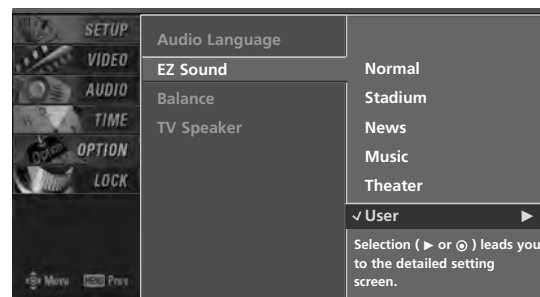 SETUP
VIDEO
AUDIO
TIME
OPTION
LOCK
Move MENU Prev
Audio Language
EZ Sound
Balance
TV Speaker
Normal
Stadium
News
Music
Theater
✓ User ►
Selection ( ► or ⊙ ) leads you
to the detailed setting
screen.